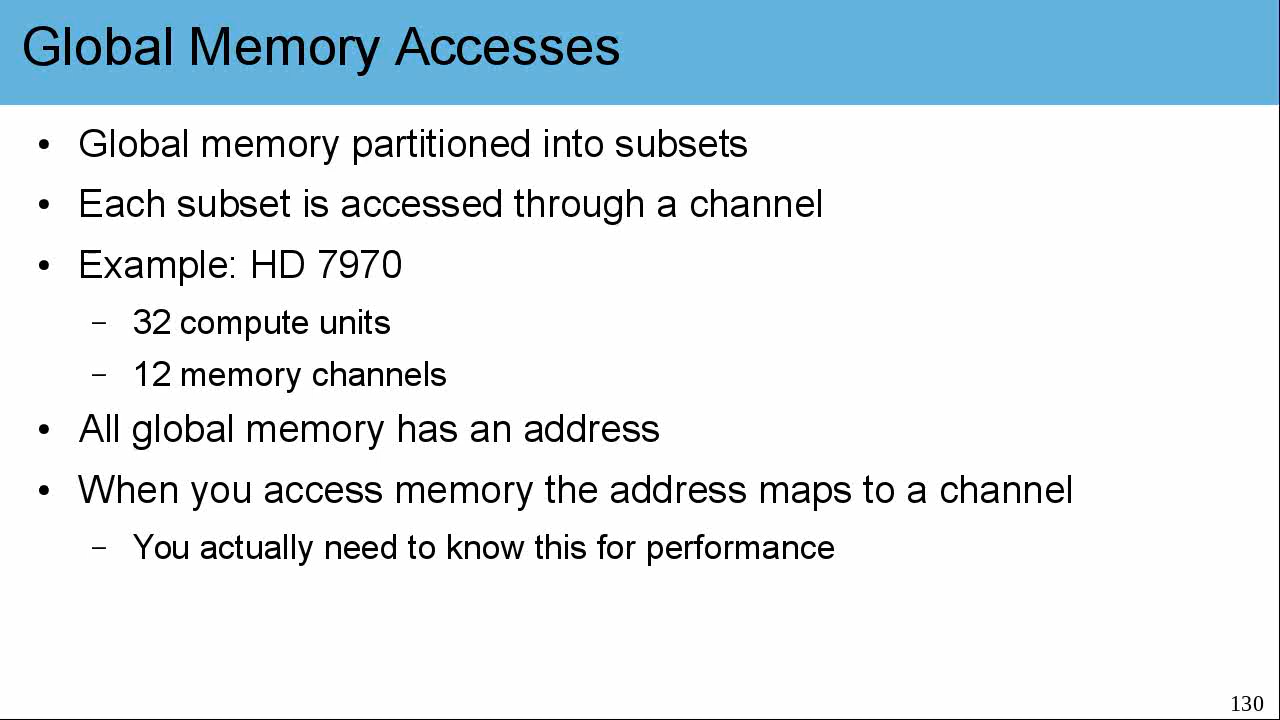 Global Memory Accesses
• Global memory partitioned into subsets
• Each subset is accessed through a channel
• Example: HD 7970
– 32 compute units
– 12 memory channels
• All global memory has an address
• When you access memory the address maps to a channel
– You actually need to know this for performance
130